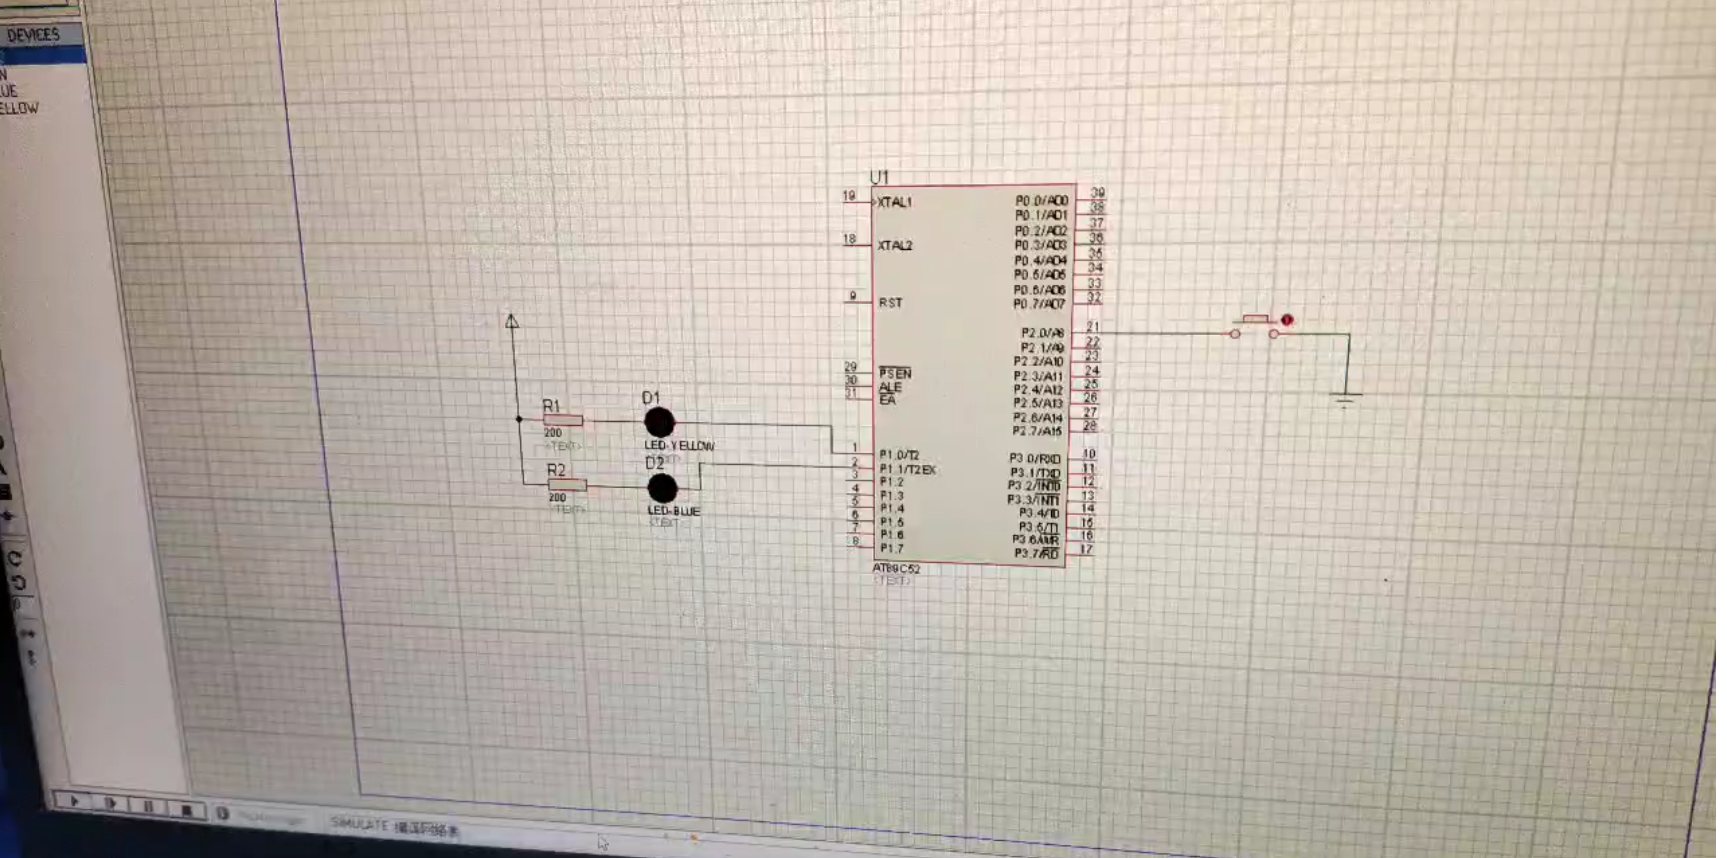 DEVICES
N
UE
ELLOW
U1
19
XTAL1
18
XTAL2
9
RST
29
PSEN
30
ALE
31
EA
1
P1.0/T2
2
P1.1/T2EX
3
P1.2
4
P1.3
5
P1.4
6
P1.5
7
P1.6
8
P1.7
P0.0/AD0
39
P0.1/AD1
38
P0.2/AD2
37
P0.3/AD3
36
P0.4/AD4
35
P0.5/AD5
34
P0.6/AD6
33
P0.7/AD7
32
P2.0/A8
21
P2.1/A9
22
P2.2/A10
23
P2.3/A11
24
P2.4/A12
25
P2.5/A13
26
P2.6/A14
27
P2.7/A15
28
P3.0/RXD
10
P3.1/TXD
11
P3.2/INT0
12
P3.3/INT1
13
P3.4/T0
14
P3.5/T1
15
P3.6/WR
16
P3.7/RD
17
AT89C52
<TEXT>
R1
200
<TEXT>
D1
LED-YELLOW
<TEXT>
R2
200
<TEXT>
D2
LED-BLUE
<TEXT>
SIMULATE